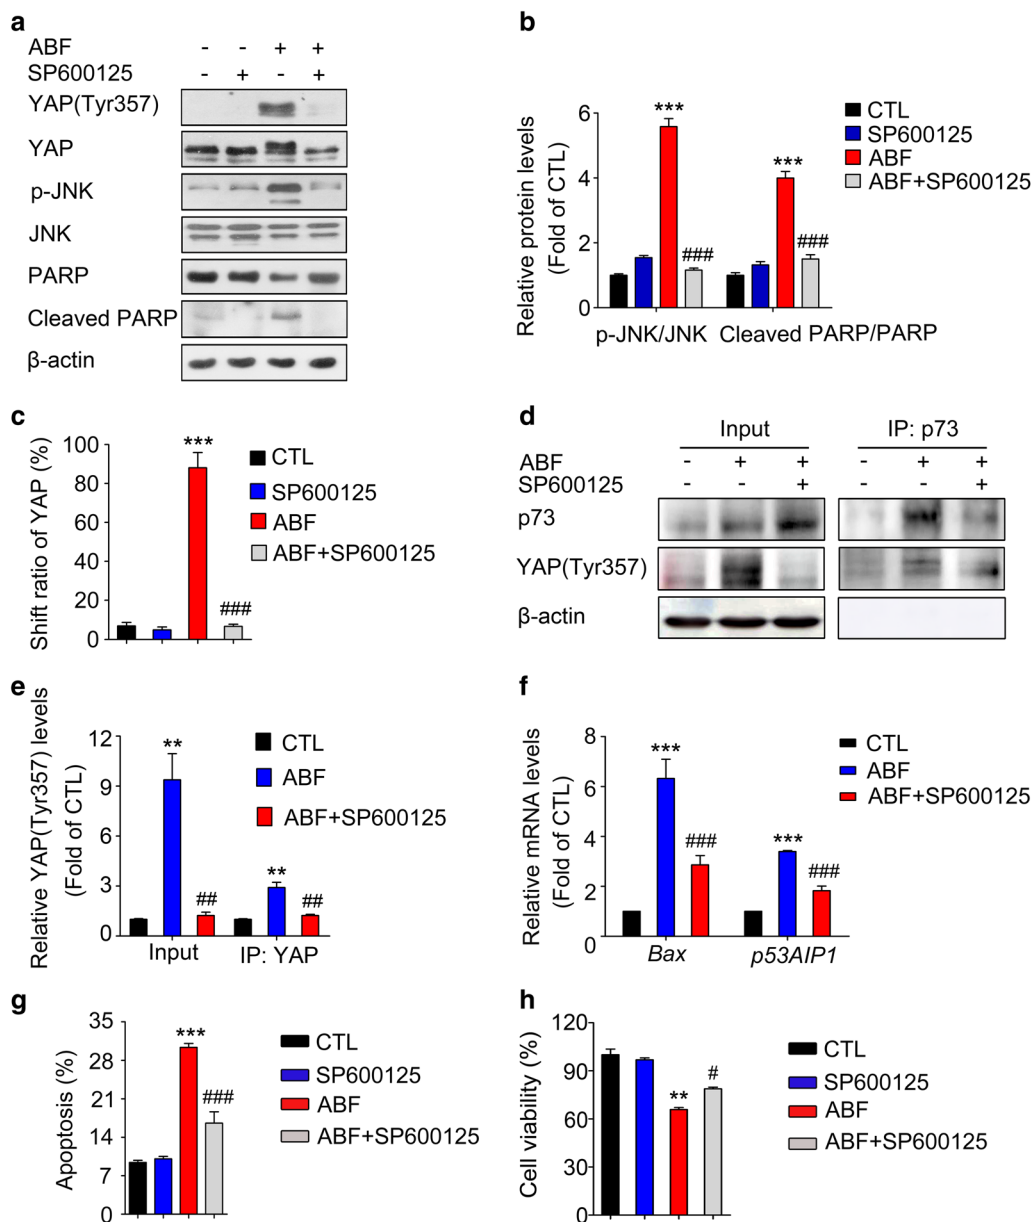 a
ABF - - + +
SP600125 - + - +
YAP(Tyr357)
YAP
p-JNK
JNK
PARP
Cleaved PARP
β-actin
b
Relative protein levels
(Fold of CTL)
6
4
2
0
***
###
***
###
p-JNK/JNK Cleaved PARP/PARP
CTL
SP600125
ABF
ABF+SP600125
c
Shift ratio of YAP (%)
100
80
60
40
20
0
***
###
CTL
SP600125
ABF
ABF+SP600125
d
Input IP: p73
ABF - + + - + +
SP600125 - - + - - +
p73
YAP(Tyr357)
β-actin
e
Relative YAP(Tyr357) levels
(Fold of CTL)
12
9
6
3
0
**
##
**
##
Input IP: YAP
CTL
ABF
ABF+SP600125
f
Relative mRNA levels
(Fold of CTL)
8
6
4
2
0
***
###
***
###
Bax p53AIP1
CTL
ABF
ABF+SP600125
g
Apoptosis (%)
35
28
21
14
7
0
***
###
CTL
SP600125
ABF
ABF+SP600125
h
Cell viability (%)
120
90
60
30
0
**
#
CTL
SP600125
ABF
ABF+SP600125